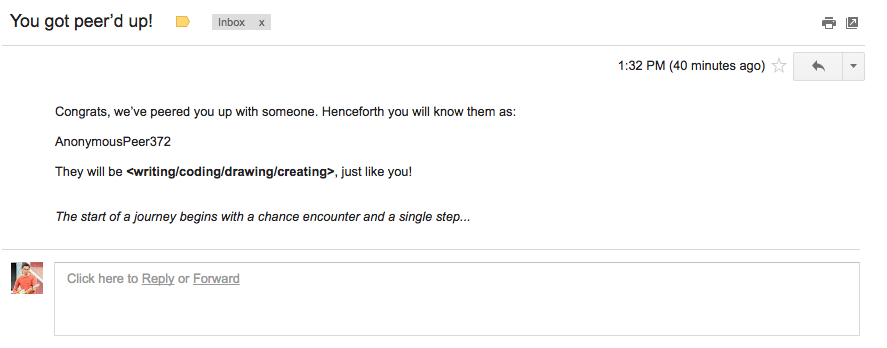 You got peer’d up!
Inbox x
1:32 PM (40 minutes ago)
Congrats, we’ve peered you up with someone. Henceforth you will know them as:
AnonymousPeer372
They will be <writing/coding/drawing/creating>, just like you!
The start of a journey begins with a chance encounter and a single step...
Click here to Reply or Forward